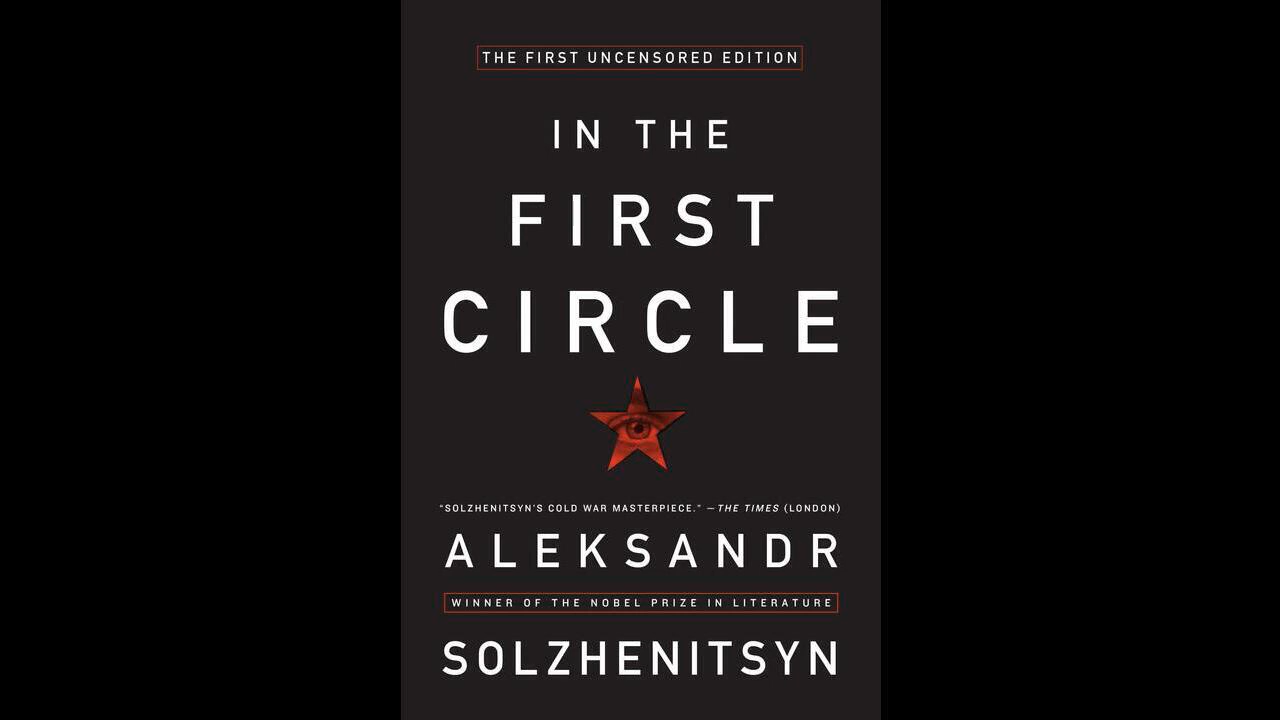 THE FIRST UNCENSORED EDITION
IN THE
FIRST
CIRCLE
“SOLZHENITSYN’S COLD WAR MASTERPIECE.” —THE TIMES (LONDON)
ALEKSANDR
WINNER OF THE NOBEL PRIZE IN LITERATURE
SOLZHENITSYN